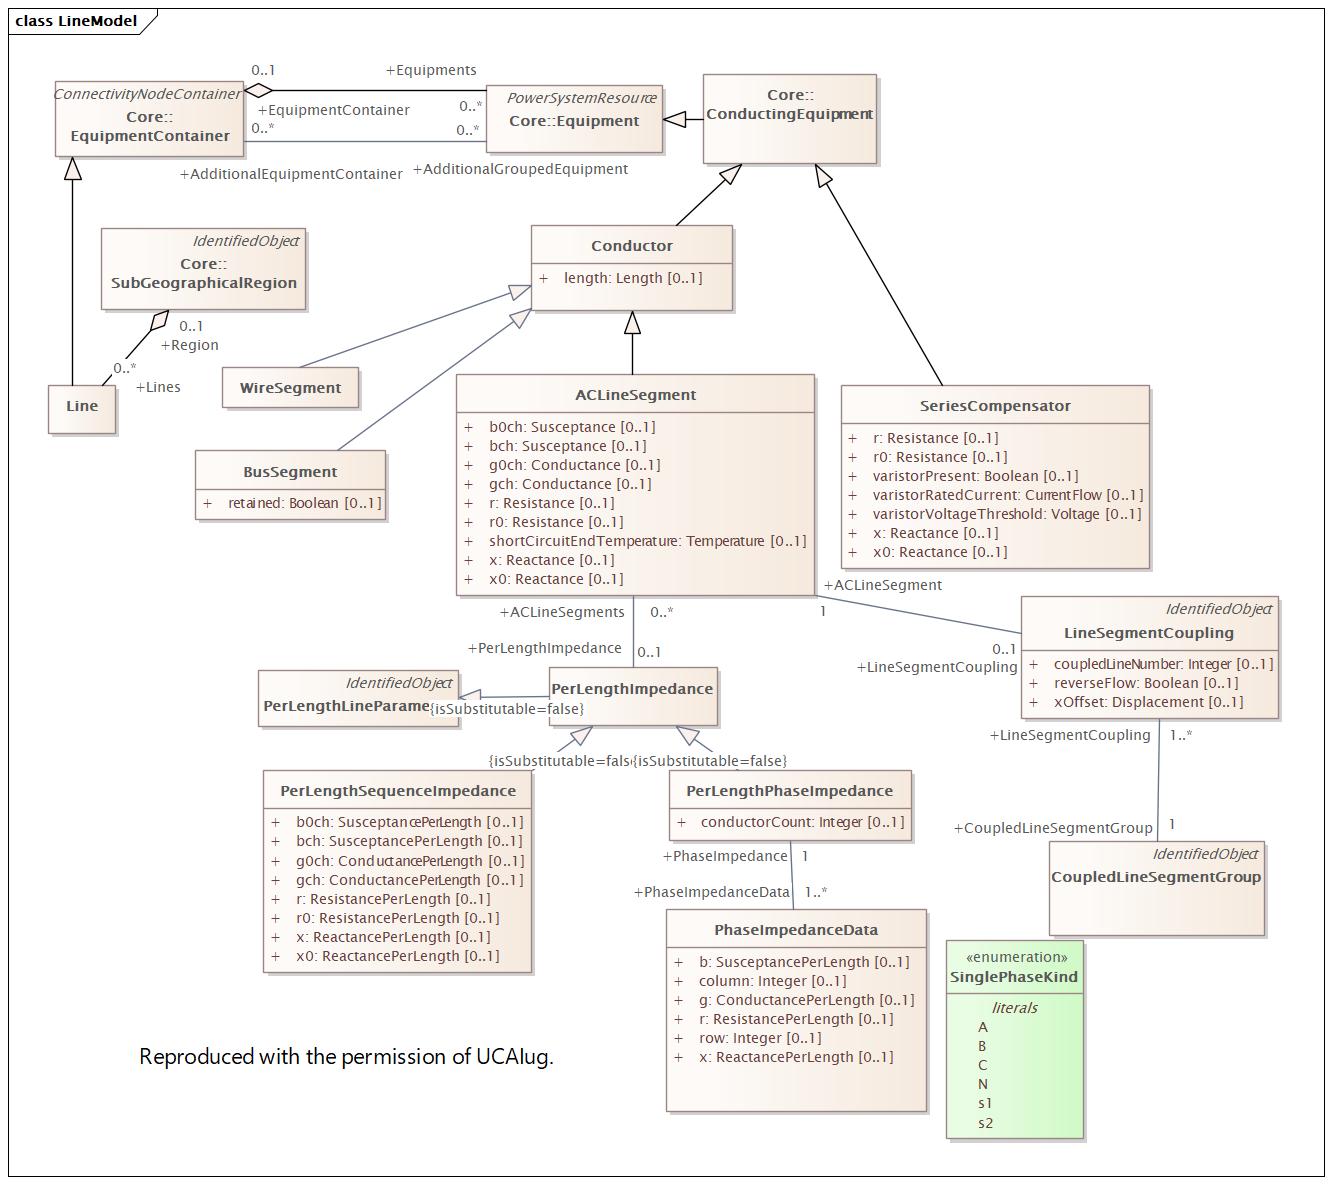 class LineModel
ConnectivityNodeContainer
Core::
EquipmentContainer
0..1
+Equipments
+EquipmentContainer
0..*
0..*
0..*
+AdditionalEquipmentContainer
+AdditionalGroupedEquipment
PowerSystemResource
Core::Equipment
Core::
ConductingEquipment
IdentifiedObject
Core::
SubGeographicalRegion
0..1
+Region
0..*
+Lines
Line
Conductor
+ length: Length [0..1]
WireSegment
BusSegment
+ retained: Boolean [0..1]
ACLineSegment
+ b0ch: Susceptance [0..1]
+ bch: Susceptance [0..1]
+ g0ch: Conductance [0..1]
+ gch: Conductance [0..1]
+ r: Resistance [0..1]
+ r0: Resistance [0..1]
+ shortCircuitEndTemperature: Temperature [0..1]
+ x: Reactance [0..1]
+ x0: Reactance [0..1]
SeriesCompensator
+ r: Resistance [0..1]
+ r0: Resistance [0..1]
+ varistorPresent: Boolean [0..1]
+ varistorRatedCurrent: CurrentFlow [0..1]
+ varistorVoltageThreshold: Voltage [0..1]
+ x: Reactance [0..1]
+ x0: Reactance [0..1]
+ACLineSegment
1
0..1
+LineSegmentCoupling
IdentifiedObject
LineSegmentCoupling
+ coupledLineNumber: Integer [0..1]
+ reverseFlow: Boolean [0..1]
+ xOffset: Displacement [0..1]
+ACLineSegments
0..*
+PerLengthImpedance
0..1
IdentifiedObject
PerLengthLineParame
{isSubstitutable=false}
PerLengthImpedance
{isSubstitutable=fals
{isSubstitutable=false}
+LineSegmentCoupling
1..*
+CoupledLineSegmentGroup
1
IdentifiedObject
CoupledLineSegmentGroup
PerLengthSequenceImpedance
+ b0ch: SusceptancePerLength [0..1]
+ bch: SusceptancePerLength [0..1]
+ g0ch: ConductancePerLength [0..1]
+ gch: ConductancePerLength [0..1]
+ r: ResistancePerLength [0..1]
+ r0: ResistancePerLength [0..1]
+ x: ReactancePerLength [0..1]
+ x0: ReactancePerLength [0..1]
PerLengthPhaseImpedance
+ conductorCount: Integer [0..1]
+PhaseImpedance
1
+PhaseImpedanceData
1..*
PhaseImpedanceData
+ b: SusceptancePerLength [0..1]
+ column: Integer [0..1]
+ g: ConductancePerLength [0..1]
+ r: ResistancePerLength [0..1]
+ row: Integer [0..1]
+ x: ReactancePerLength [0..1]
«enumeration»
SinglePhaseKind
literals
A
B
C
N
s1
s2
Reproduced with the permission of UCAIug.